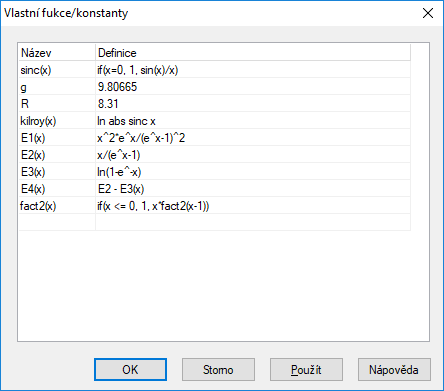 Vlastní fukce/konstanty
Název Definice
sinc(x) if(x=0, 1, sin(x)/x)
g 9.80665
R 8.31
kilroy(x) ln abs sinc x
E1(x) x^2*e^x/(e^x-1)^2
E2(x) x/(e^x-1)
E3(x) ln(1-e^-x)
E4(x) E2 - E3(x)
fact2(x) if(x <= 0, 1, x*fact2(x-1))
OK Storno Použít Nápověda